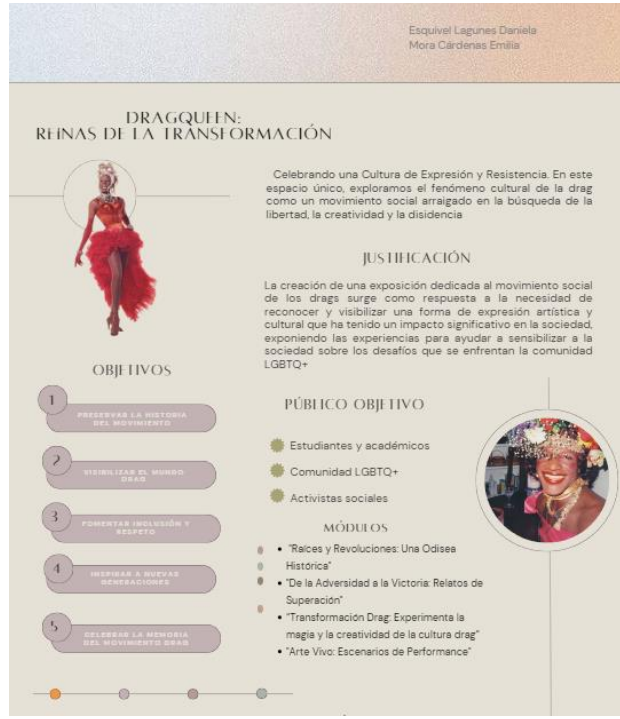 Esquivel Lagunes Daniela
Mora Cárdenas Emilia
DRAGQUEEN:
REINAS DE LA TRANSFORMACIÓN
Celebrando una Cultura de Expresión y Resistencia. En este
espacio único, exploramos el fenómeno cultural de la drag
como un movimiento social arraigado en la búsqueda de la
libertad, la creatividad y la disidencia
JUSTIFICACIÓN
La creación de una exposición dedicada al movimiento social
de los drags surge como respuesta a la necesidad de
reconocer y visibilizar una forma de expresión artística y
cultural que ha tenido un impacto significativo en la sociedad,
exponiendo las experiencias para ayudar a sensibilizar a la
sociedad sobre los desafíos que se enfrentan la comunidad
LGBTQ+
OBJETIVOS
1
PRESERVAR LA HISTORIA
DEL MOVIMIENTO
2
VISIBILIZAR EL MUNDO
DRAG
3
FOMENTAR INCLUSIÓN Y
RESPETO
4
INSPIRAR A NUEVAS
GENERACIONES
5
CELEBRAR LA MEMORIA
DEL MOVIMIENTO DRAG
PÚBLICO OBJETIVO
Estudiantes y académicos
Comunidad LGBTQ+
Activistas sociales
MÓDULOS
• "Raíces y Revoluciones: Una Odisea
Histórica"
• "De la Adversidad a la Victoria: Relatos de
Superación"
• "Transformación Drag: Experimenta la
magia y la creatividad de la cultura drag"
• "Arte Vivo: Escenarios de Performance"